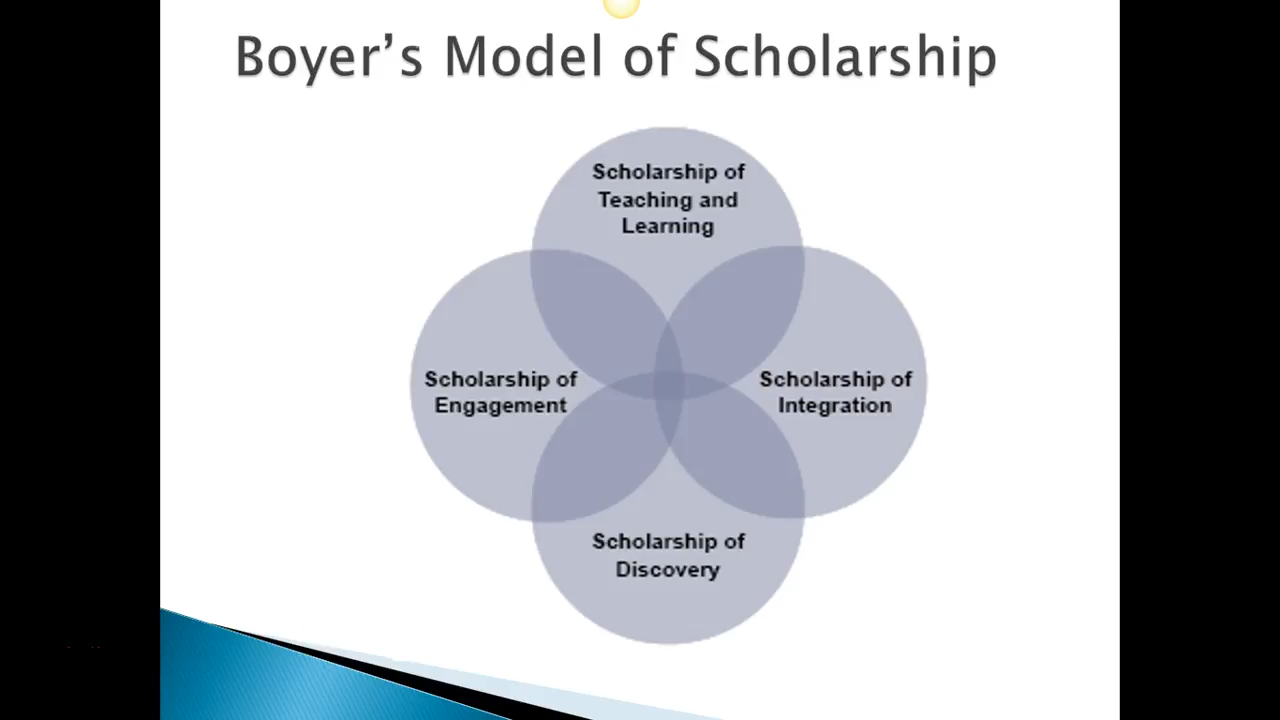 Boyer’s Model of Scholarship
Scholarship of
Teaching and
Learning
Scholarship of
Engagement
Scholarship of
Integration
Scholarship of
Discovery